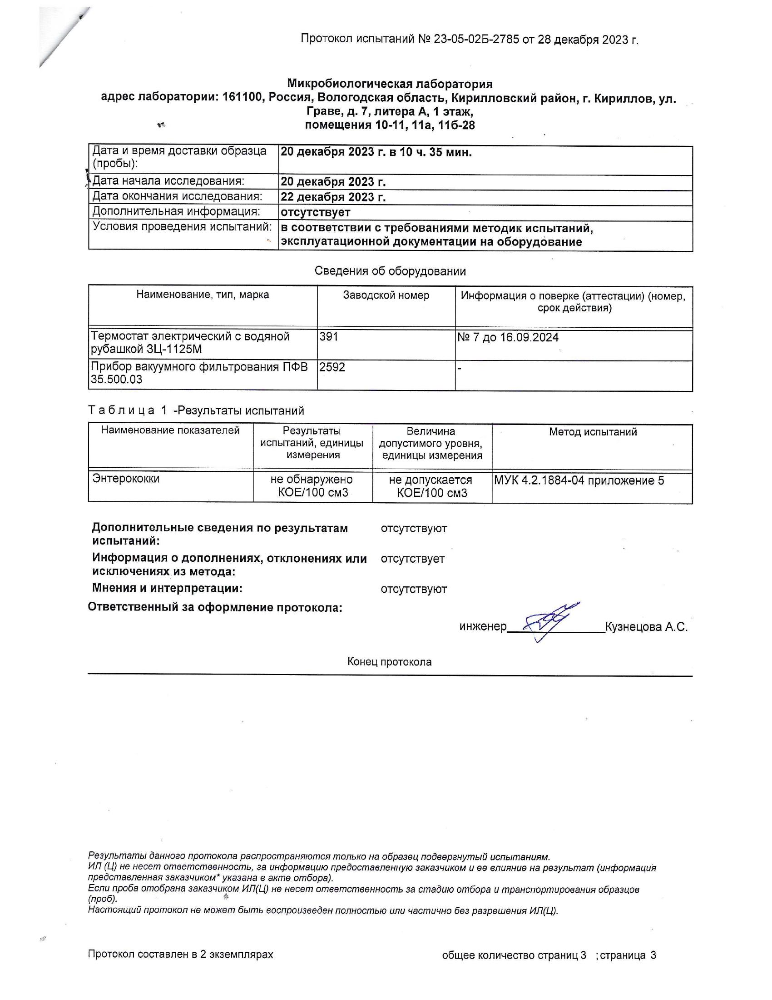 Протокол испытаний № 23-05-02Б-2785 от 28 декабря 2023 г.
Микробиологическая лаборатория
адрес лаборатории: 161100, Россия, Вологодская область, Кирилловский район, г. Кириллов, ул.
Граве, д. 7, литера А, 1 этаж,
помещения 10-11, 11а, 11б-28
Дата и время доставки образца
(пробы):
20 декабря 2023 г. в 10 ч. 35 мин.
Дата начала исследования:
20 декабря 2023 г.
Дата окончания исследования:
22 декабря 2023 г.
Дополнительная информация:
отсутствует
Условия проведения испытаний:
в соответствии с требованиями методик испытаний,
эксплуатационной документации на оборудование
Сведения об оборудовании
Наименование, тип, марка
Заводской номер
Информация о поверке (аттестации) (номер,
срок действия)
Термостат электрический с водяной
рубашкой ЗЦ-1125М
391
№ 7 до 16.09.2024
Прибор вакуумного фильтрования ПФВ
35.500.03
2592
-
Таблица 1 -Результаты испытаний
Наименование показателей
Результаты
испытаний, единицы
измерения
Величина
допустимого уровня,
единицы измерения
Метод испытаний
Энтерококки
не обнаружено
КОЕ/100 см3
не допускается
КОЕ/100 см3
МУК 4.2.1884-04 приложение 5
Дополнительные сведения по результатам
испытаний:
отсутствуют
Информация о дополнениях, отклонениях или
исключениях из метода:
отсутствует
Мнения и интерпретации:
отсутствуют
Ответственный за оформление протокола:
инженер Кузнецова А.С.
Конец протокола
Результаты данного протокола распространяются только на образец подвергнутый испытаниям.
ИЛ (Ц) не несет ответственность, за информацию предоставленную заказчиком и ее влияние на результат (информация
представленная заказчиком* указана в акте отбора).
Если проба отобрана заказчиком ИЛ(Ц) не несет ответственность за стадию отбора и транспортирования образцов
(проб).
Настоящий протокол не может быть воспроизведен полностью или частично без разрешения ИЛ(Ц).
Протокол составлен в 2 экземплярах
общее количество страниц 3 ; страница 3